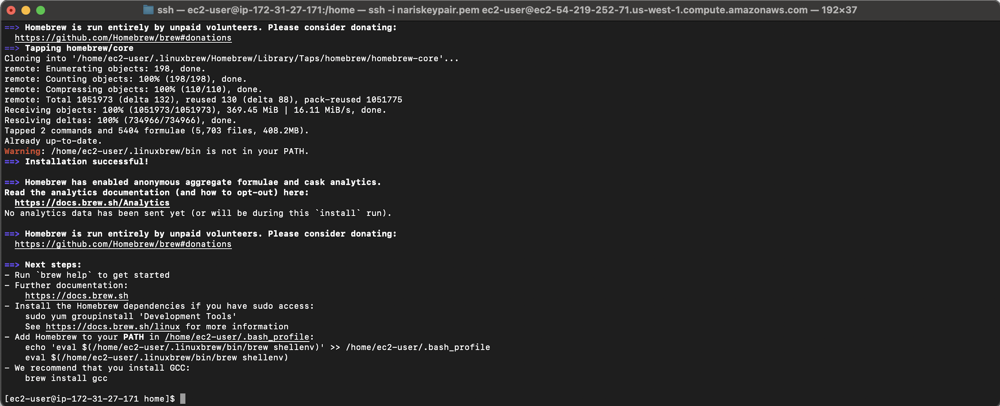 ssh — ec2-user@ip-172-31-27-171:/home — ssh -i nariskeypair.pem ec2-user@ec2-54-219-252-71.us-west-1.compute.amazonaws.com — 192×37
==> Homebrew is run entirely by unpaid volunteers. Please consider donating:
  https://github.com/Homebrew/brew#donations
==> Tapping homebrew/core
Cloning into '/home/ec2-user/.linuxbrew/Homebrew/Library/Taps/homebrew/homebrew-core'...
remote: Enumerating objects: 198, done.
remote: Counting objects: 100% (198/198), done.
remote: Compressing objects: 100% (110/110), done.
remote: Total 1051973 (delta 132), reused 130 (delta 88), pack-reused 1051775
Receiving objects: 100% (1051973/1051973), 369.45 MiB | 16.11 MiB/s, done.
Resolving deltas: 100% (734966/734966), done.
Tapped 2 commands and 5404 formulae (5,703 files, 408.2MB).
Already up-to-date.
Warning: /home/ec2-user/.linuxbrew/bin is not in your PATH.
==> Installation successful!

==> Homebrew has enabled anonymous aggregate formulae and cask analytics.
Read the analytics documentation (and how to opt-out) here:
  https://docs.brew.sh/Analytics
No analytics data has been sent yet (or will be during this `install` run).

==> Homebrew is run entirely by unpaid volunteers. Please consider donating:
  https://github.com/Homebrew/brew#donations

==> Next steps:
- Run `brew help` to get started
- Further documentation:
    https://docs.brew.sh
- Install the Homebrew dependencies if you have sudo access:
    sudo yum groupinstall 'Development Tools'
    See https://docs.brew.sh/linux for more information
- Add Homebrew to your PATH in /home/ec2-user/.bash_profile:
    echo 'eval $(/home/ec2-user/.linuxbrew/bin/brew shellenv)' >> /home/ec2-user/.bash_profile
    eval $(/home/ec2-user/.linuxbrew/bin/brew shellenv)
- We recommend that you install GCC:
    brew install gcc

[ec2-user@ip-172-31-27-171 home]$